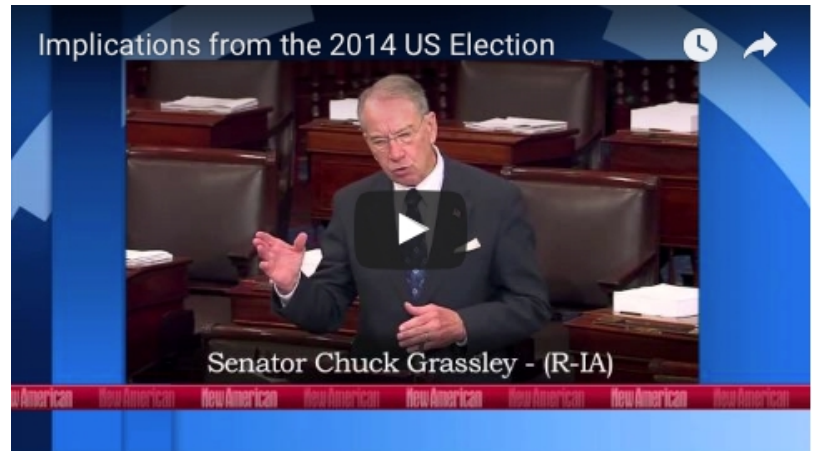 Implications from the 2014 US Election
Senator Chuck Grassley - (R-IA)
w American New American New American New American New American New American New American New American